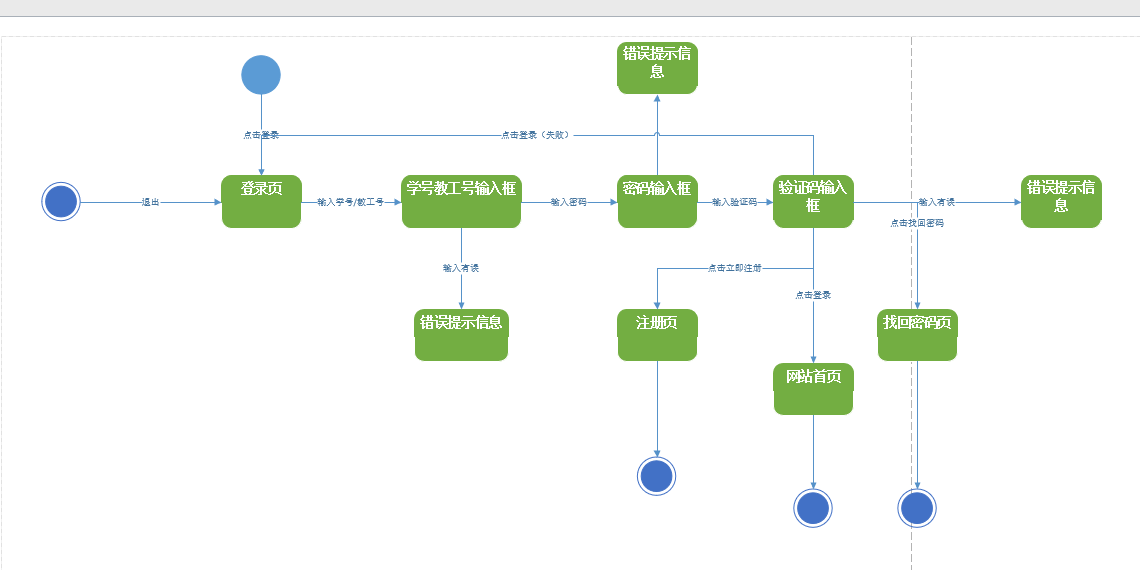 错误提示信
息
点击登录
点击登录（失败）
登录页
学号教工号输入框
密码输入框
验证码输入
框
错误提示信
息
退出
输入学号/教工号
输入密码
输入验证码
输入有误
点击找回密码
输入有误
点击立即注册
点击登录
错误提示信息
注册页
找回密码页
网站首页